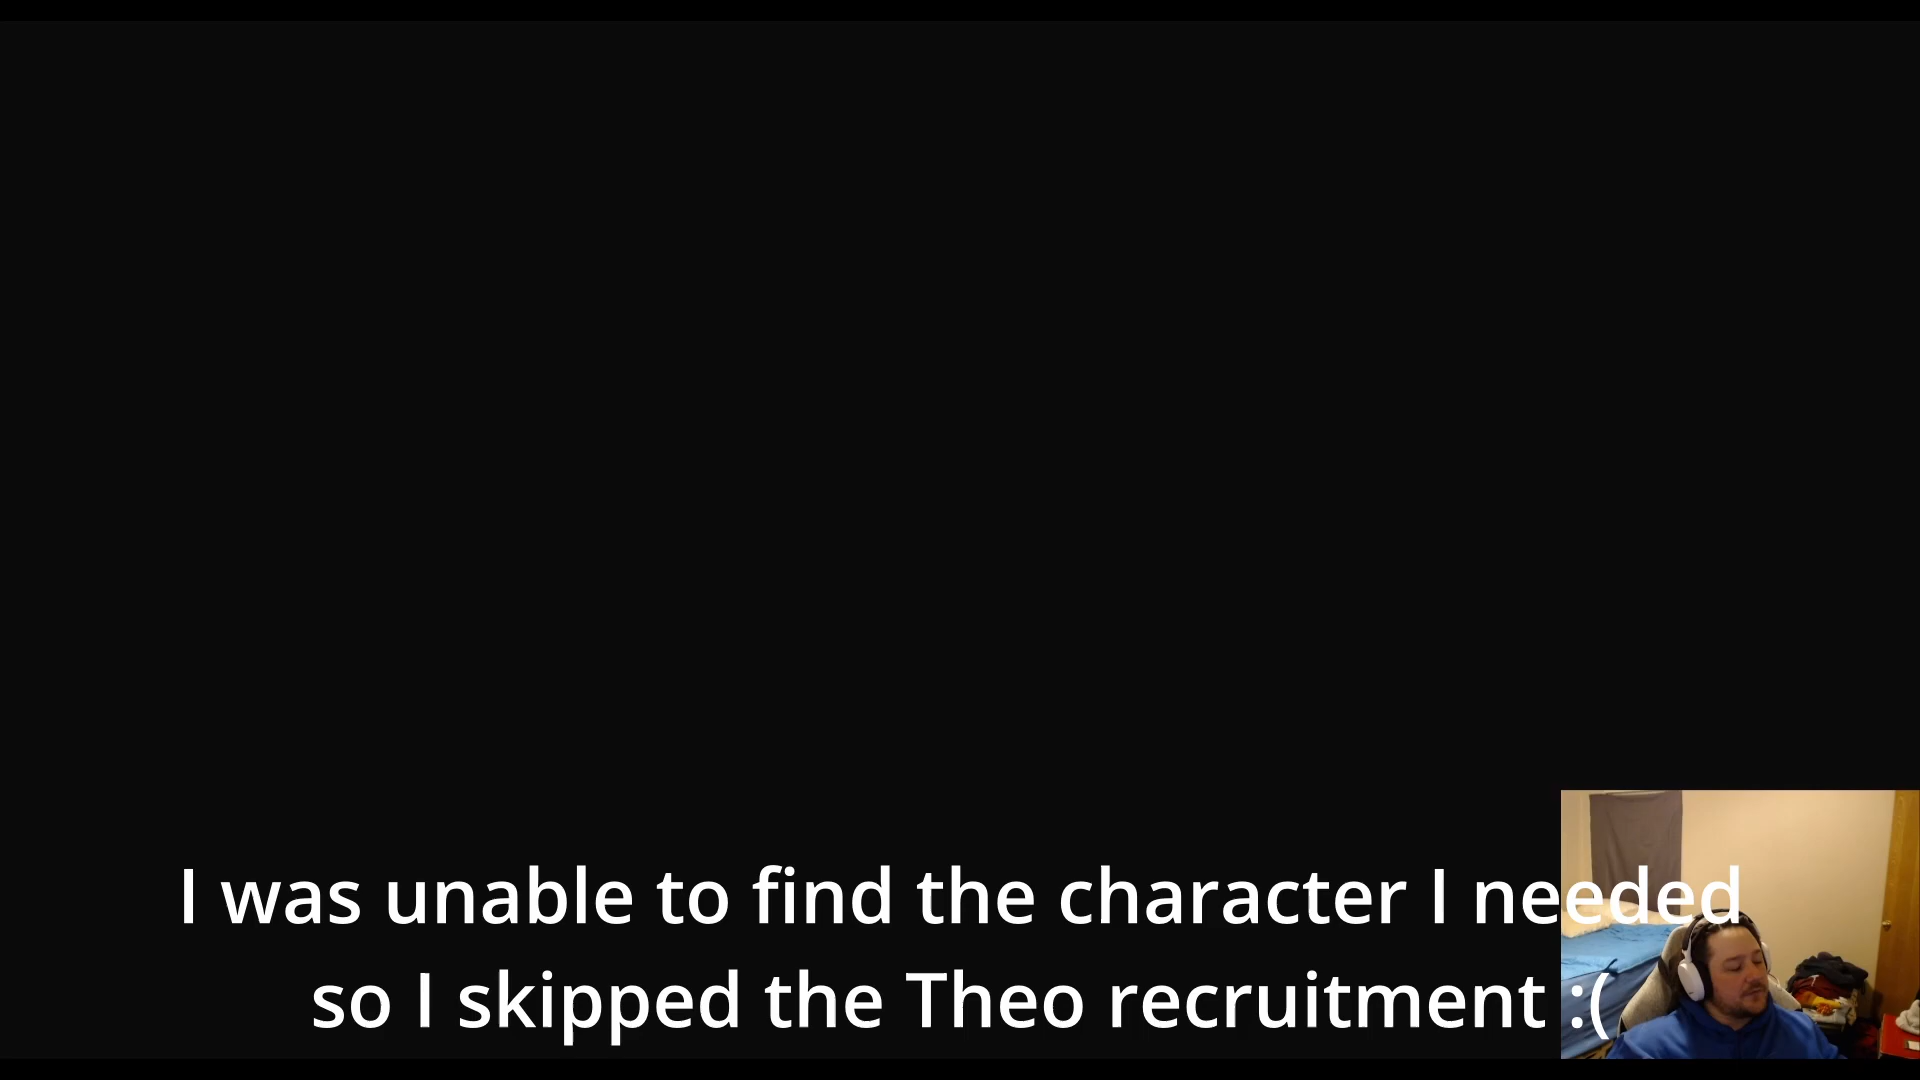 I was unable to find the character I needed
so I skipped the Theo recruitment :(